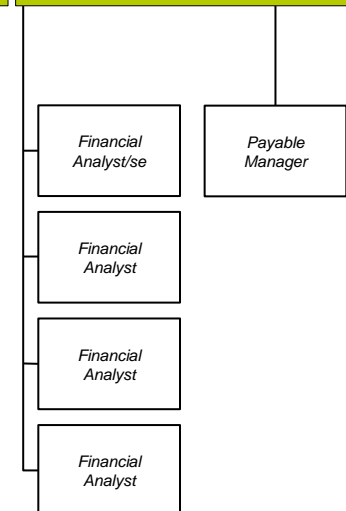 Financial
Analyst/se
Payable
Manager
Financial
Analyst
Financial
Analyst
Financial
Analyst